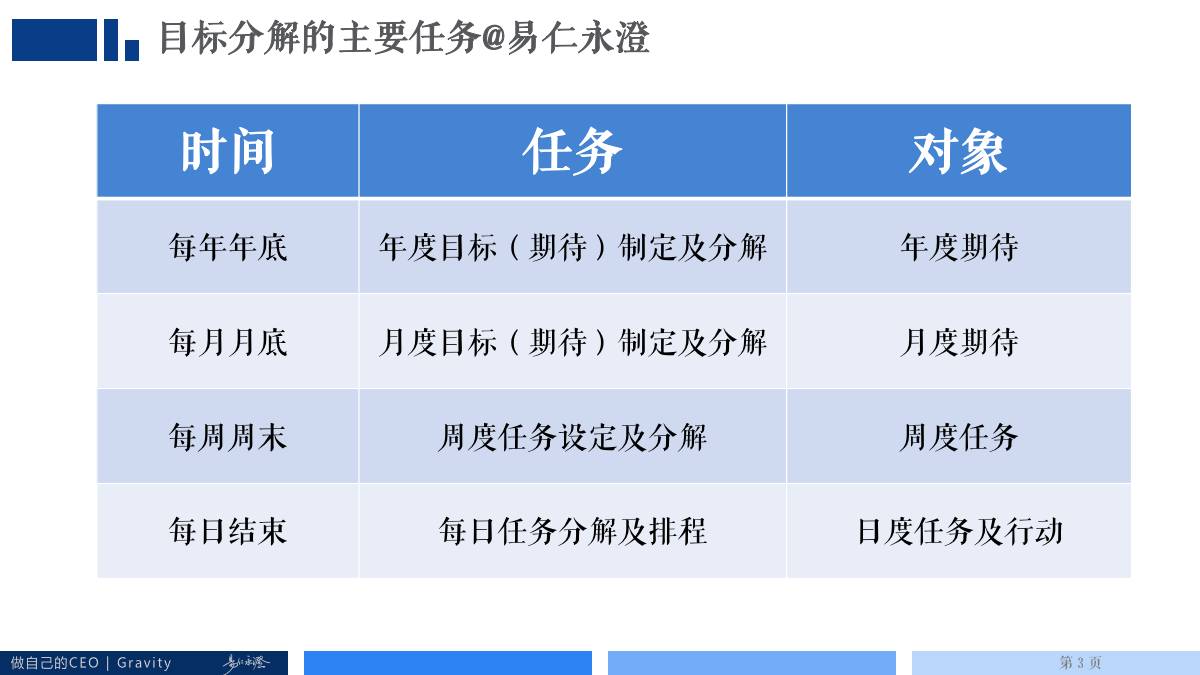 目标分解的主要任务@易仁永澄
时间 任务 对象
每年年底 年度目标（期待）制定及分解 年度期待
每月月底 月度目标（期待）制定及分解 月度期待
每周周末 周度任务设定及分解 周度任务
每日结束 每日任务分解及排程 日度任务及行动
做自己的CEO | Gravity 易仁永澄 第 3 页